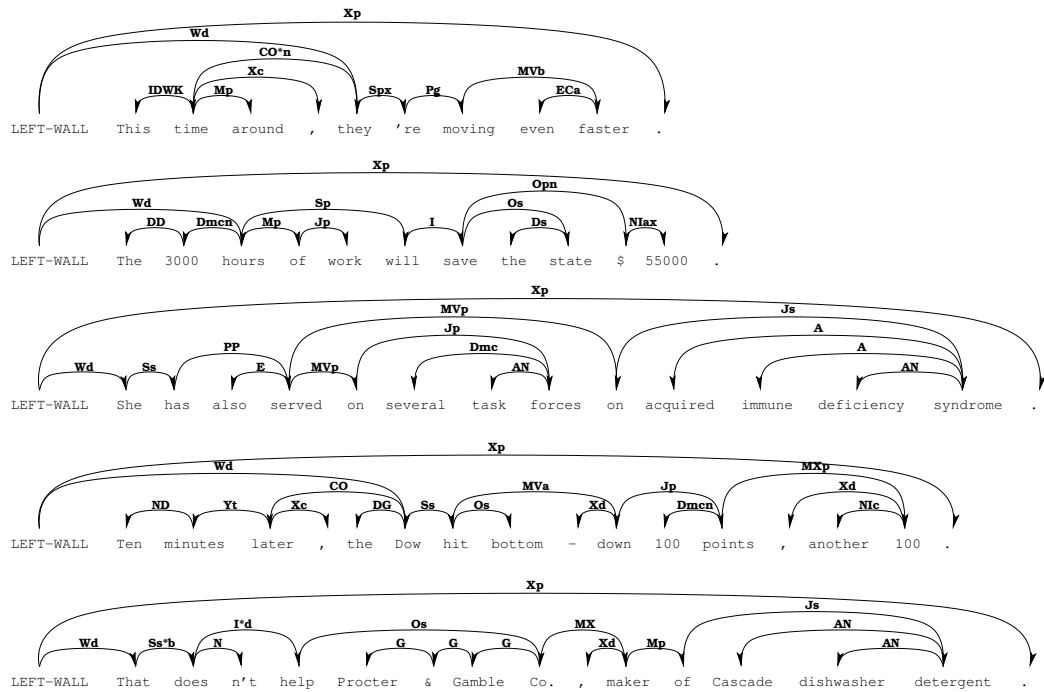 Xp
Wd
CO*n
Xc MVb
IDWK Mp Spx Pg ECa
LEFT-WALL This time around , they 're moving even faster .
Xp
Opn
Wd Sp Os
DD Dmcn Mp Jp I Ds NIax
LEFT-WALL The 3000 hours of work will save the state $ 55000 .
Xp
MVp Js
Jp A
PP Dmc A
Wd Ss E MVp AN AN
LEFT-WALL She has also served on several task forces on acquired immune deficiency syndrome .
Xp
Wd MXp
CO MVa Jp Xd
ND Yt Xc DG Ss Os Xd Dmcn NIc
LEFT-WALL Ten minutes later , the Dow hit bottom - down 100 points , another 100 .
Xp
Js
I*d Os MX AN
Wd Ss*b N G G G Xd Mp AN
LEFT-WALL That does n't help Procter & Gamble Co. , maker of Cascade dishwasher detergent .